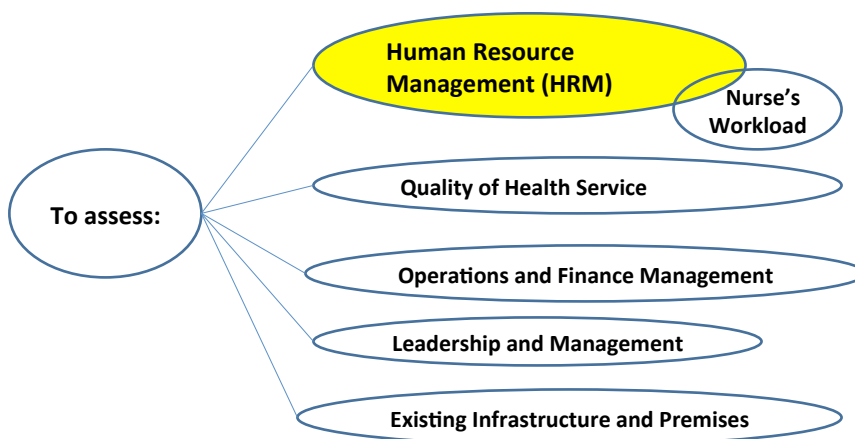 Human Resource
Management (HRM)
Nurse’s
Workload
Quality of Health Service
To assess:
Operations and Finance Management
Leadership and Management
Existing Infrastructure and Premises